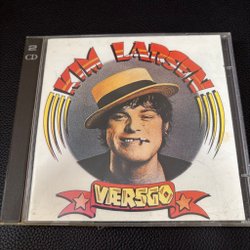 2
CD
KIM LARSEN
VÆRSGO